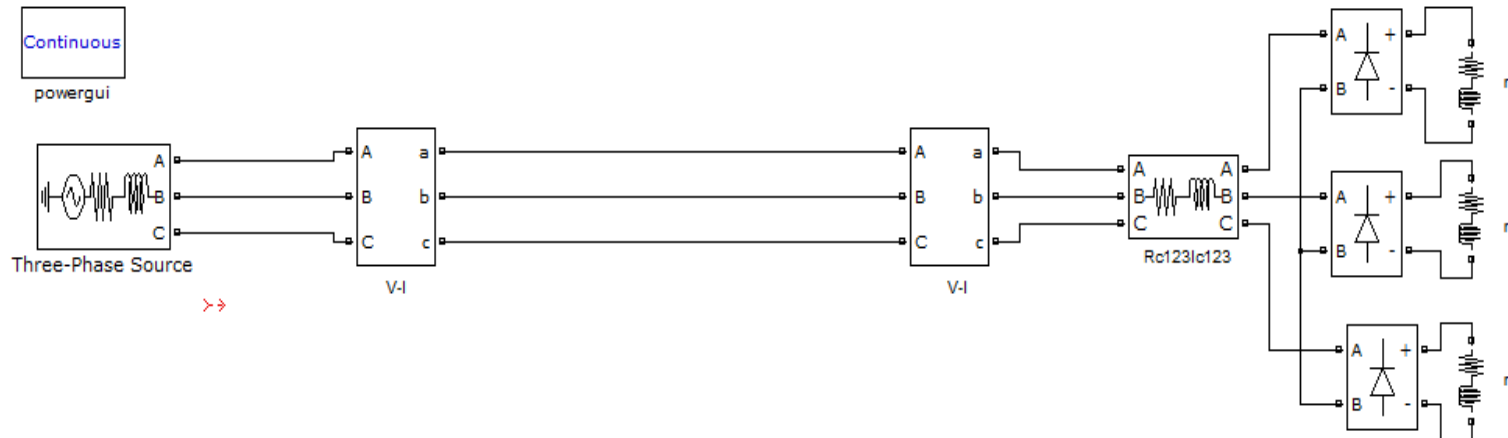 Continuous
powergui
A
B
C
Three-Phase Source
A a
B b
C c
V-I
A a
B b
C c
V-I
A A
B B
C C
Rc123lc123
A +
B -
r
A +
B -
r
A +
B -
r